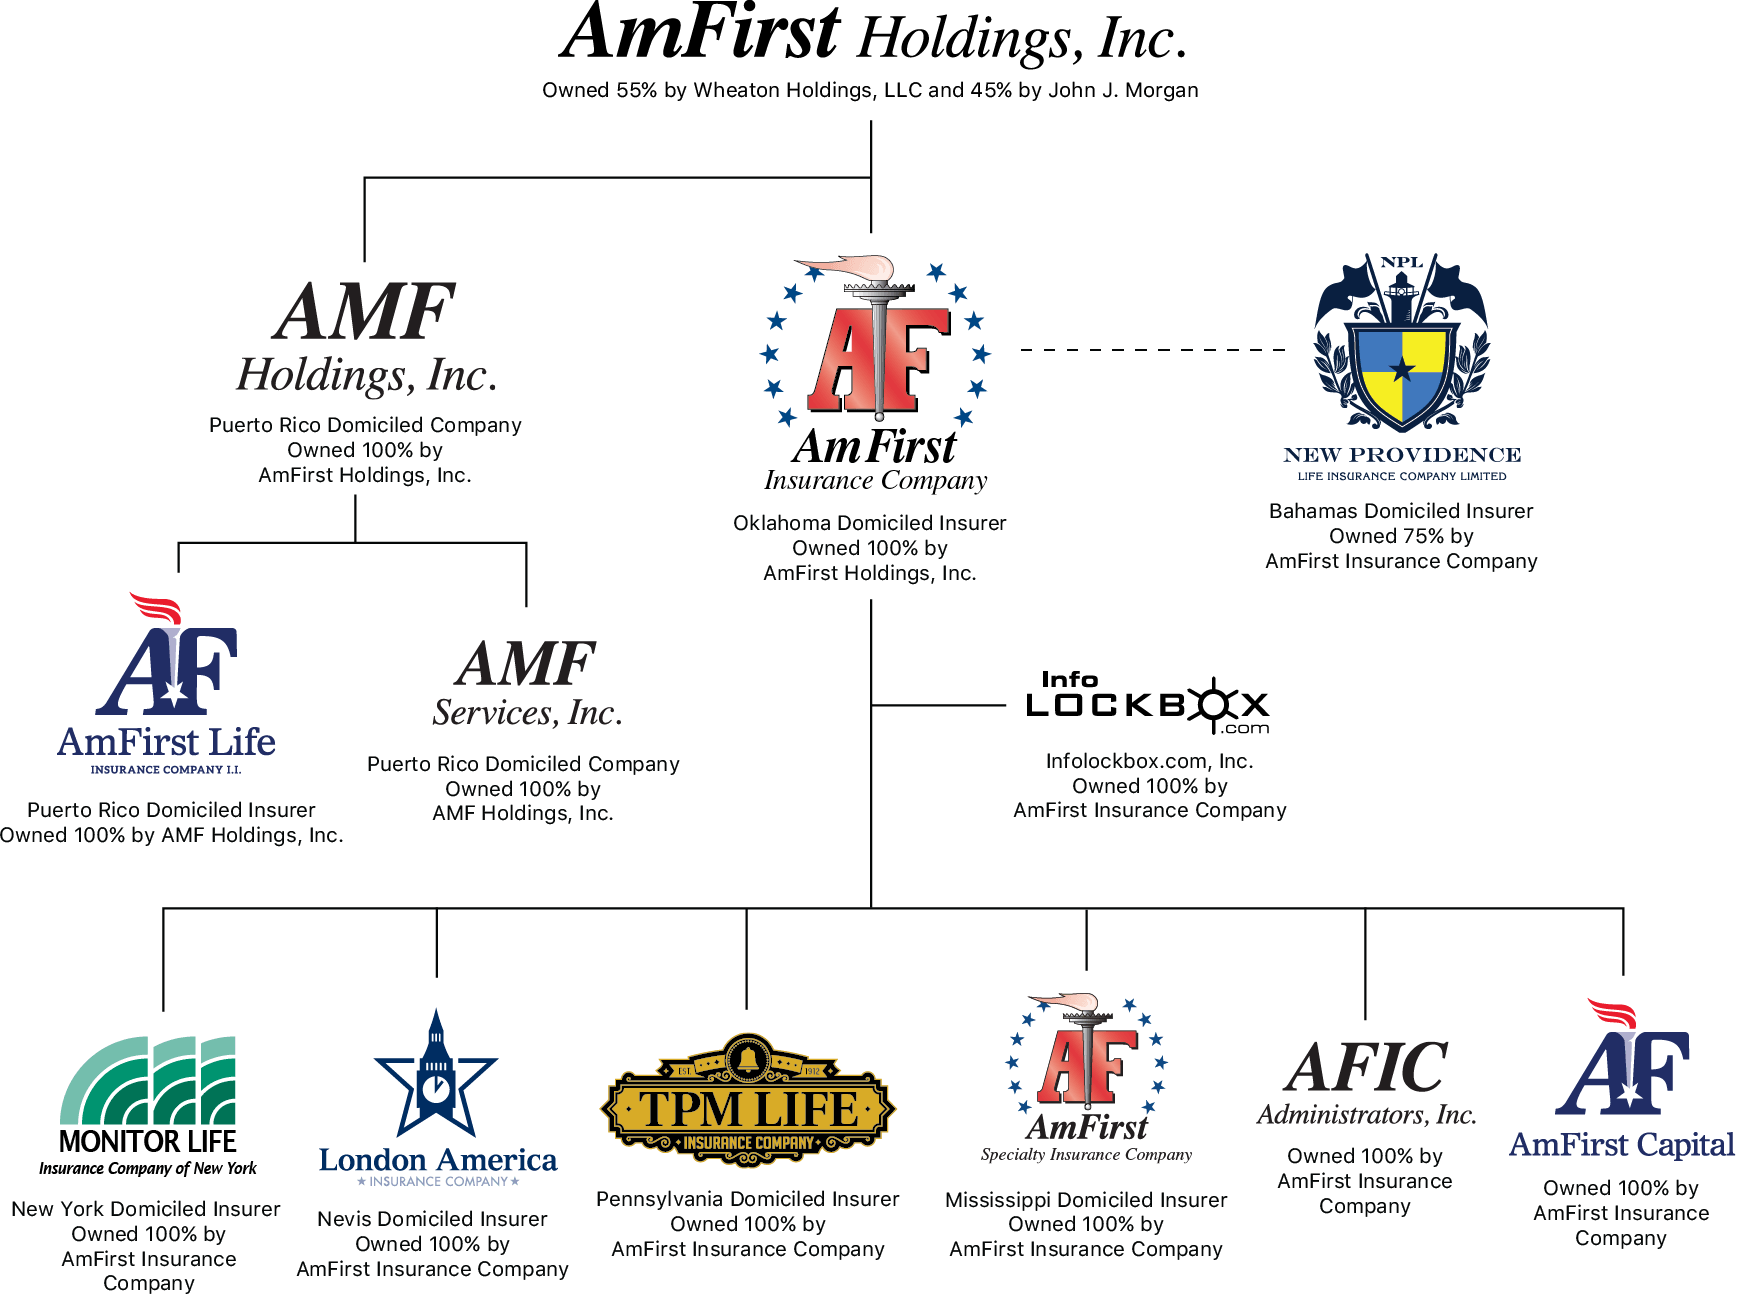 AmFirst Holdings, Inc.
Owned 55% by Wheaton Holdings, LLC and 45% by John J. Morgan
AMF
Holdings, Inc.
Puerto Rico Domiciled Company
Owned 100% by
AmFirst Holdings, Inc.
AF
AmFirst
Insurance Company
Oklahoma Domiciled Insurer
Owned 100% by
AmFirst Holdings, Inc.
NPL
NEW PROVIDENCE
LIFE INSURANCE COMPANY LIMITED
Bahamas Domiciled Insurer
Owned 75% by
AmFirst Insurance Company
AF
AmFirst Life
INSURANCE COMPANY I.I.
Puerto Rico Domiciled Insurer
Owned 100% by AMF Holdings, Inc.
AMF
Services, Inc.
Puerto Rico Domiciled Company
Owned 100% by
AMF Holdings, Inc.
Info
LOCKBOX
.com
Infolockbox.com, Inc.
Owned 100% by
AmFirst Insurance Company
MONITOR LIFE
Insurance Company of New York
New York Domiciled Insurer
Owned 100% by
AmFirst Insurance
Company
London America
INSURANCE COMPANY
Nevis Domiciled Insurer
Owned 100% by
AmFirst Insurance Company
EST. 1912
TPM LIFE
INSURANCE COMPANY
Pennsylvania Domiciled Insurer
Owned 100% by
AmFirst Insurance Company
AF
AmFirst
Specialty Insurance Company
Mississippi Domiciled Insurer
Owned 100% by
AmFirst Insurance Company
AFIC
Administrators, Inc.
Owned 100% by
AmFirst Insurance
Company
AF
AmFirst Capital
Owned 100% by
AmFirst Insurance
Company